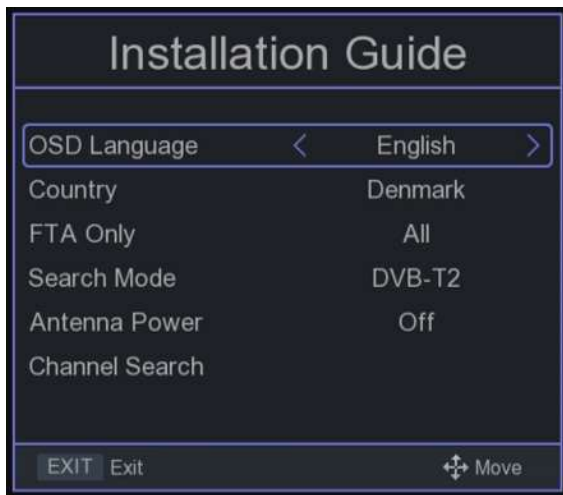 Installation Guide
OSD Language < English >
Country Denmark
FTA Only All
Search Mode DVB-T2
Antenna Power Off
Channel Search
EXIT Exit Move